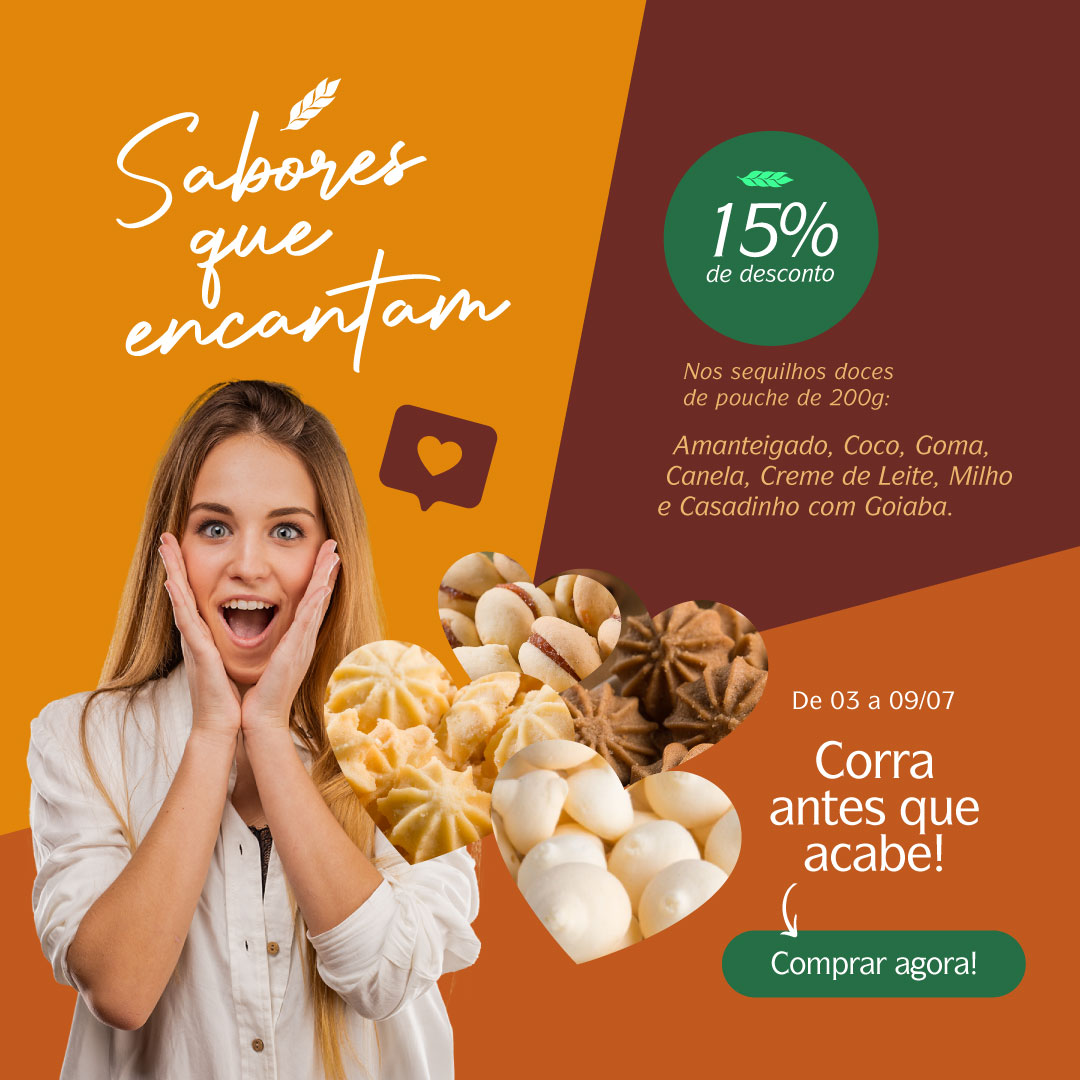 Sabores
que
encantam
15%
de desconto
Nos sequilhos doces
de pouche de 200g:
Amanteigado, Coco, Goma,
Canela, Creme de Leite, Milho
e Casadinho com Goiaba.
De 03 a 09/07
Corra
antes que
acabe!
Comprar agora!